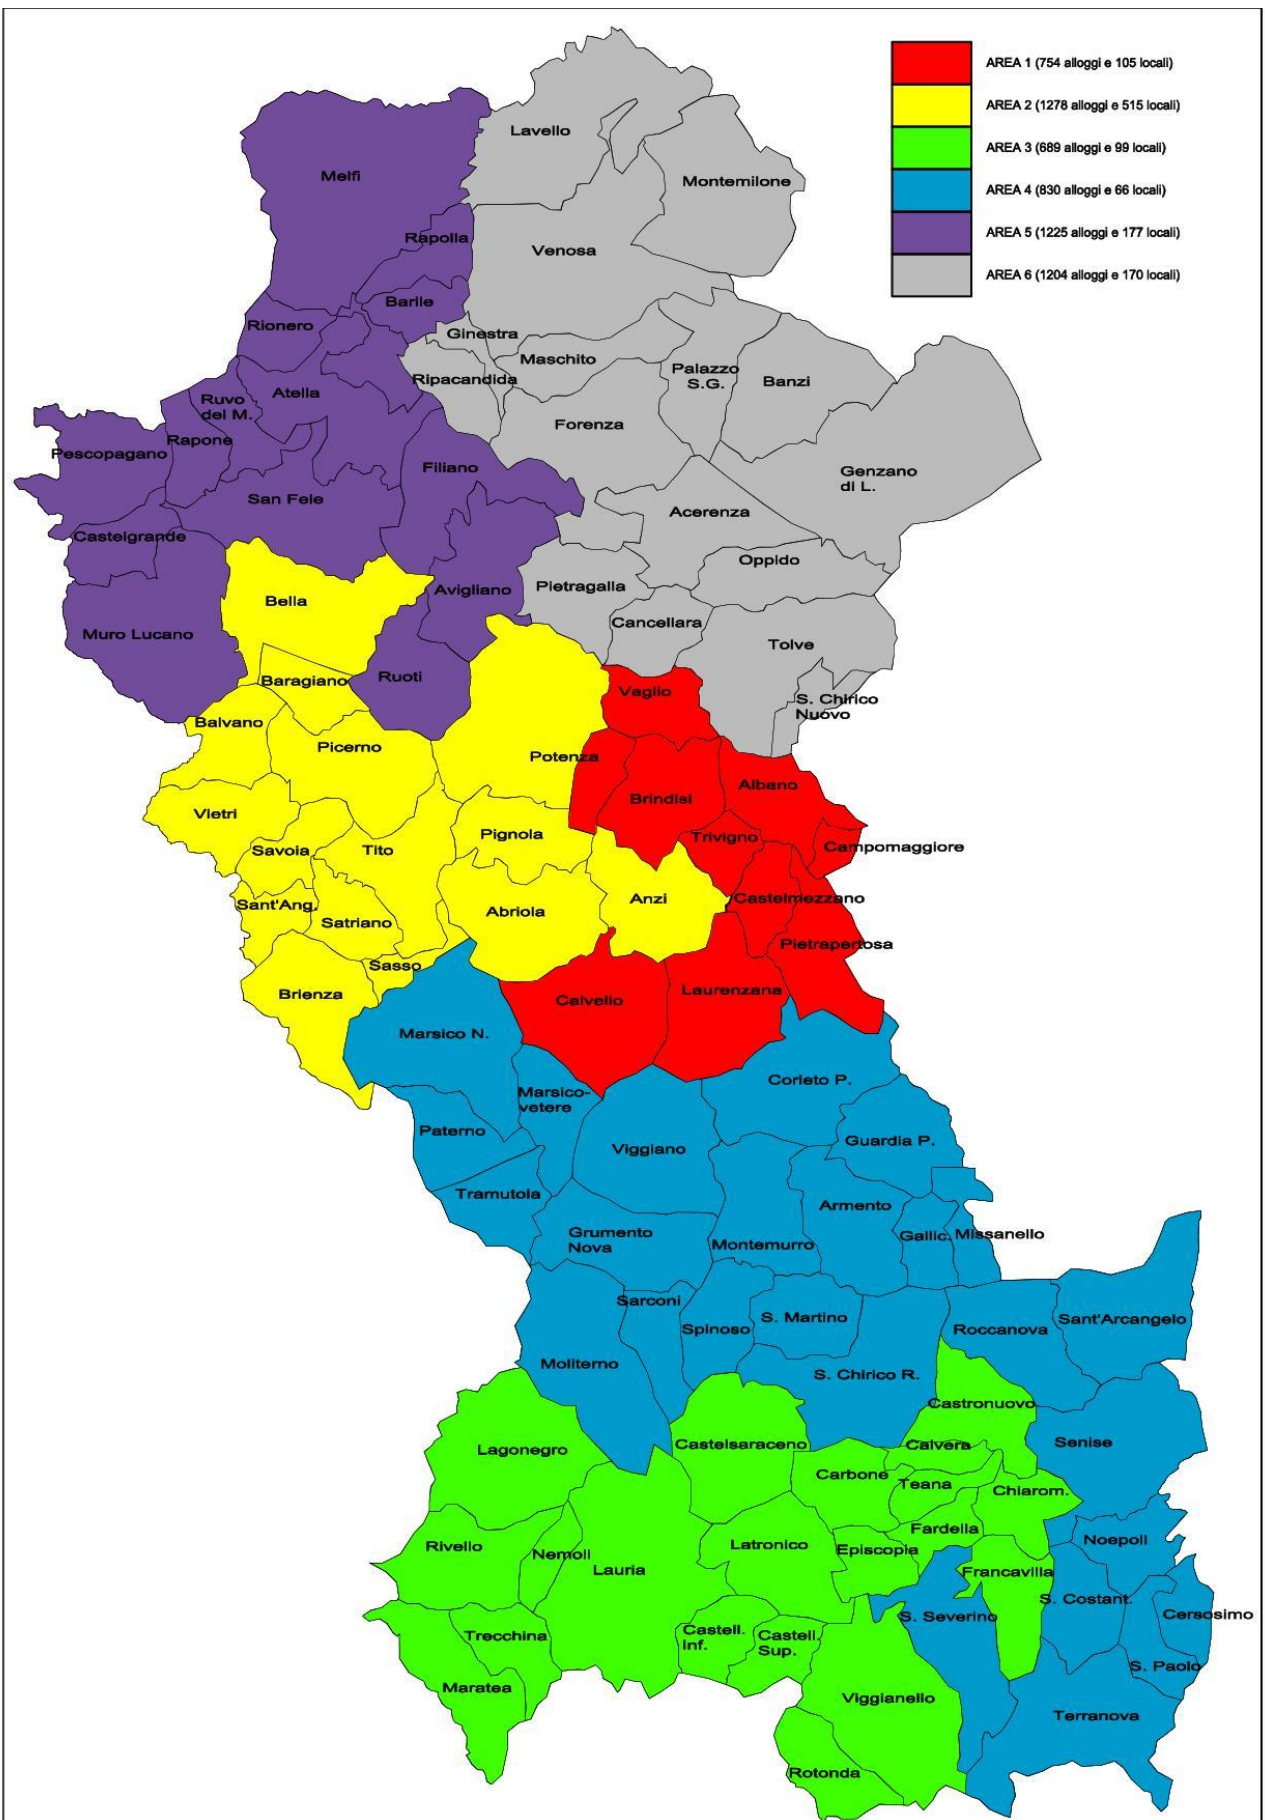 AREA 1 (754 alloggi e 105 locali)
AREA 2 (1278 alloggi e 515 locali)
AREA 3 (689 alloggi e 99 locali)
AREA 4 (830 alloggi e 66 locali)
AREA 5 (1225 alloggi e 177 locali)
AREA 6 (1204 alloggi e 170 locali)
Lavello
Melfi
Montemilone
Rapolla
Venosa
Barile
Rionero
Ginestra
Maschito
Palazzo
S.G.
Banzi
Ripacandida
Atella
Ruvo
del M.
Forenza
Rapone
Pescopagano
Filiano
Genzano
di L.
San Fele
Acerenza
Castelgrande
Oppido
Pietragalla
Avigliano
Bella
Cancellara
Muro Lucano
Tolve
Ruoti
Baragiano
Vaglio
S. Chirico
Nuovo
Balvano
Picerno
Potenza
Albano
Brindisi
Vietri
Pignola
Trivigno
Campomaggiore
Savoia
Tito
Anzi
Castelmezzano
Sant'Ang.
Abriola
Satriano
Pietrapertosa
Sasso
Brienza
Calvello
Laurenzana
Marsico N.
Corleto P.
Marsico-
vetere
Paterno
Guardia P.
Viggiano
Tramutola
Armento
Grumento
Nova
Montemurro
Gallic.
Missanello
Sarconi
Spinoso
S. Martino
Roccanova
Sant'Arcangelo
Moliterno
S. Chirico R.
Castronuovo
Lagonegro
Castelsaraceno
Calvera
Senise
Carbone
Teana
Chiarom.
Fardella
Rivello
Nemoli
Latronico
Episcopia
Noepoli
Lauria
Francavilla
S. Costant.
S. Severino
Cersosimo
Trecchina
Castell.
Inf.
Castell.
Sup.
S. Paolo
Maratea
Viggianello
Terranova
Rotonda